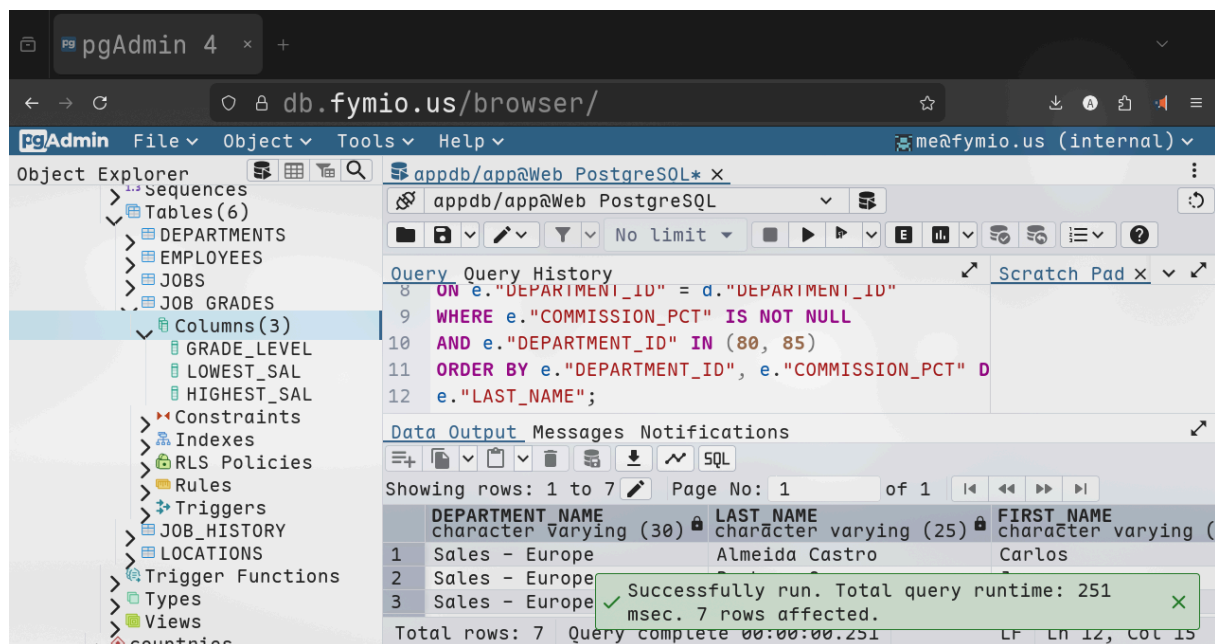 pgAdmin 4
db.fymio.us/browser/
pgAdmin File Object Tools Help me@fymio.us (internal)
Object Explorer
1.3 Sequences
Tables(6)
DEPARTMENTS
EMPLOYEES
JOBS
JOB_GRADES
Columns(3)
GRADE_LEVEL
LOWEST_SAL
HIGHEST_SAL
Constraints
Indexes
RLS Policies
Rules
Triggers
JOB_HISTORY
LOCATIONS
Trigger Functions
Types
Views
countries
appdb/app@Web PostgreSQL*
appdb/app@Web PostgreSQL
No limit
Query Query History Scratch Pad
8 ON e."DEPARTMENT_ID" = d."DEPARTMENT_ID"
9 WHERE e."COMMISSION_PCT" IS NOT NULL
10 AND e."DEPARTMENT_ID" IN (80, 85)
11 ORDER BY e."DEPARTMENT_ID", e."COMMISSION_PCT" D
12 e."LAST_NAME";
Data Output Messages Notifications
SQL
Showing rows: 1 to 7 Page No: 1 of 1
DEPARTMENT_NAME LAST_NAME FIRST_NAME
character varying (30) character varying (25) character varying (
1 Sales - Europe Almeida Castro Carlos
2 Sales - Europe
3 Sales - Europe
Successfully run. Total query runtime: 251
msec. 7 rows affected.
Total rows: 7 Query complete 00:00:00.251 LF Ln 12, Col 15